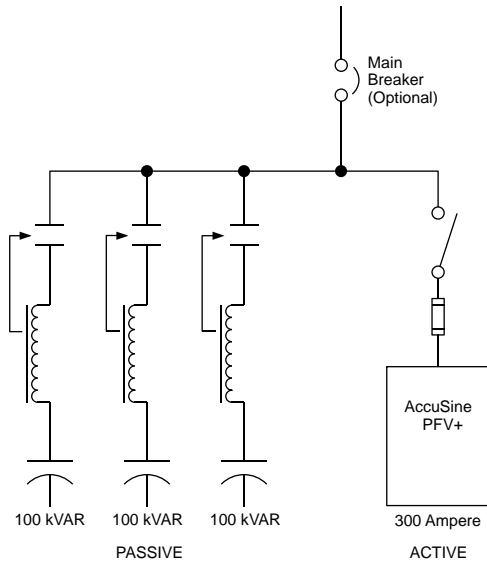 Main
Breaker
(Optional)
AccuSine
PFV+
100 kVAR 100 kVAR 100 kVAR 300 Ampere
PASSIVE ACTIVE